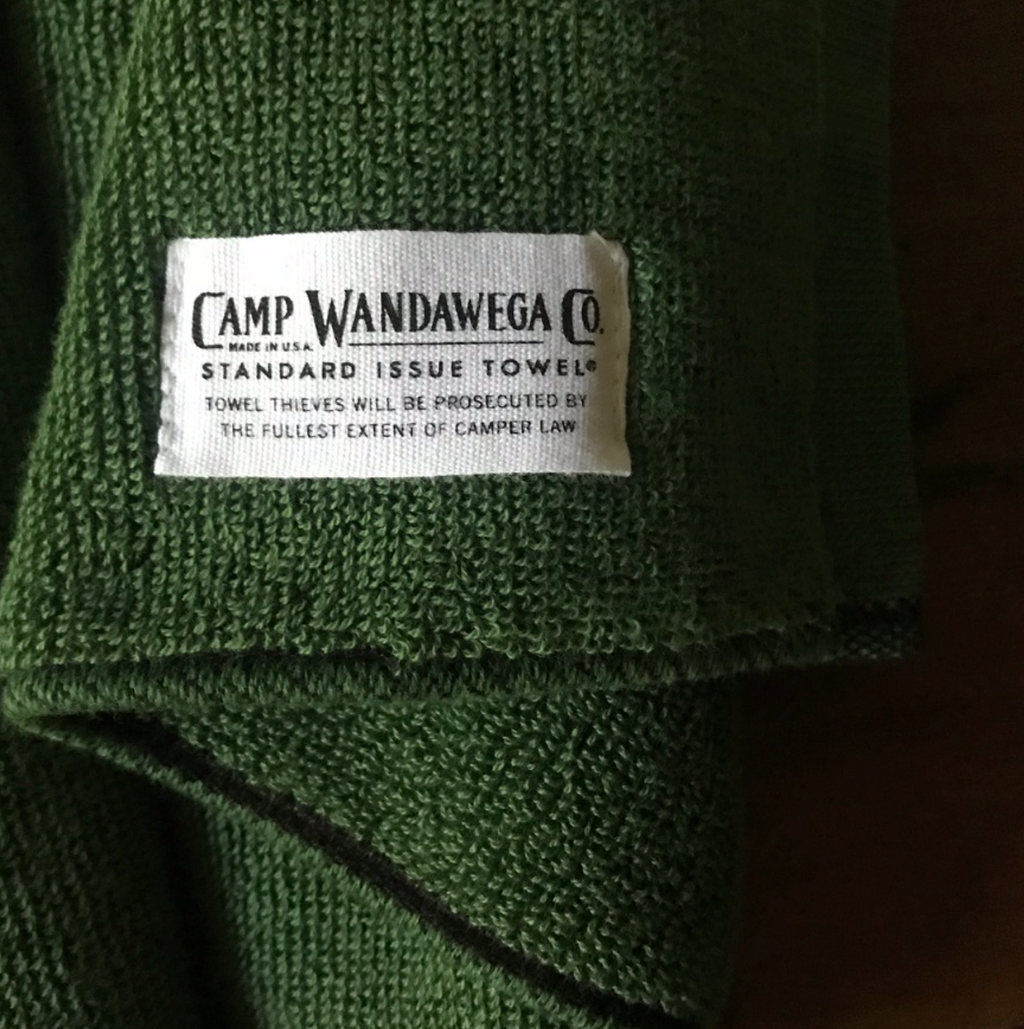 CAMP WANDAWEGA CO.
MADE IN U.S.A.
STANDARD ISSUE TOWEL®
TOWEL THIEVES WILL BE PROSECUTED BY
THE FULLEST EXTENT OF CAMPER LAW